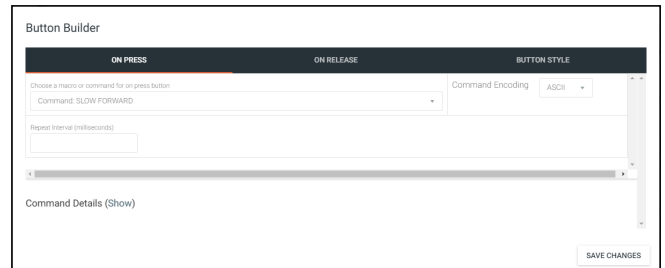 Button Builder
ON PRESS ON RELEASE BUTTON STYLE
Choose a macro or command for on press button
Command: SLOW FORWARD
Command Encoding ASCII
Repeat Interval (milliseconds)
Command Details (Show)
SAVE CHANGES